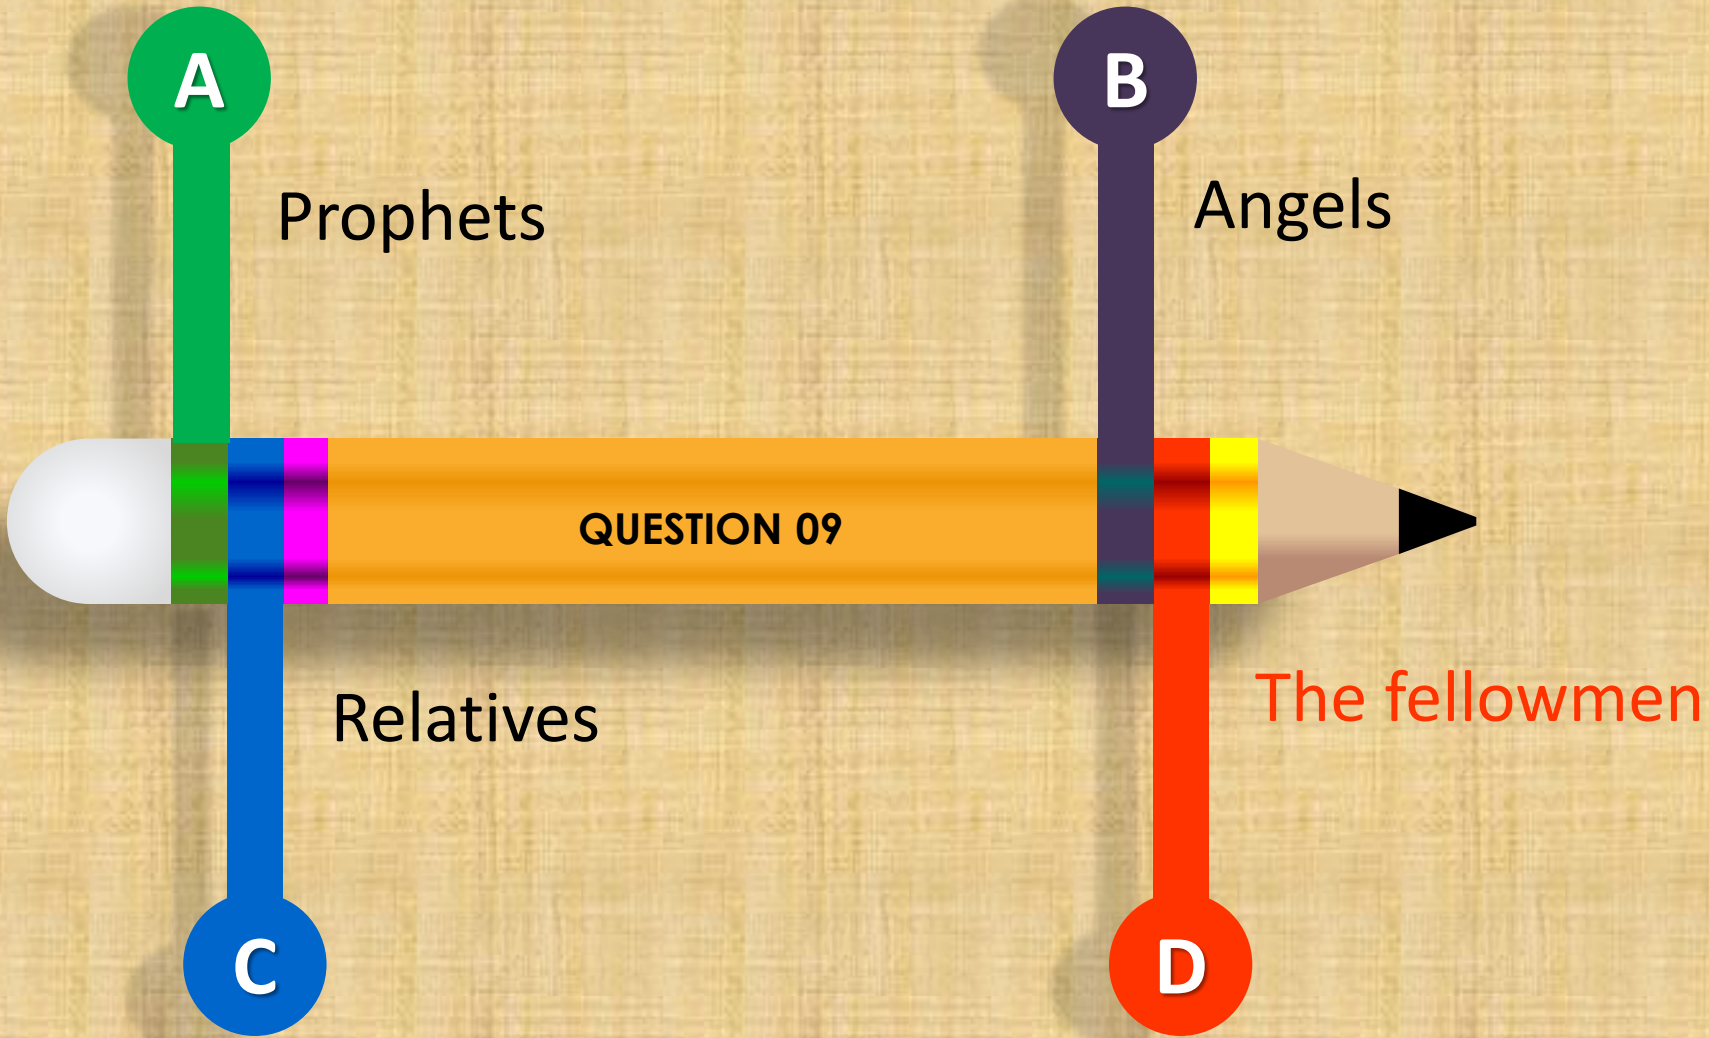 A
B
Prophets
Angels
QUESTION 09
Relatives
The fellowmen
C
D